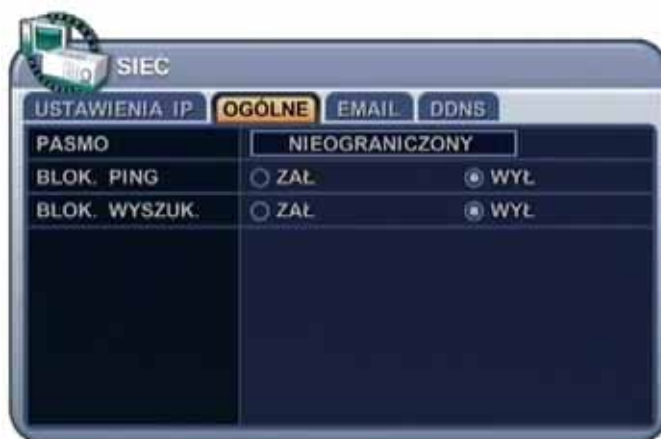 SIEC
USTAWIENIA IP OGÓLNE EMAIL DDNS
PASMO NIEOGRANICZONY
BLOK. PING ZAŁ. WYŁ.
BLOK. WYSZUK. ZAŁ. WYŁ.